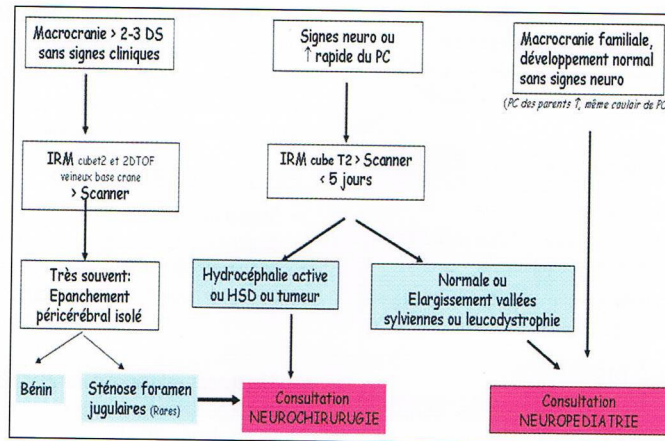 Macrocranie > 2-3 DS
sans signes cliniques
Signes neuro ou
↑ rapide du PC
Macrocranie familiale,
développement normal
sans signes neuro
(PC des parents ↑, même couloir de PC
IRM cubet2 et 2DTOF
veineux base crane
> Scanner
IRM cube T2 > Scanner
< 5 jours
Très souvent:
Epanchement
péricérébral isolé
Hydrocéphalie active
ou HSD ou tumeur
Normale ou
Elargissement vallées
sylviennes ou leucodystrophie
Bénin
Sténose foramen
jugulaires (Rares)
Consultation
NEUROCHIRURGIE
Consultation
NEUROPEDIATRIE